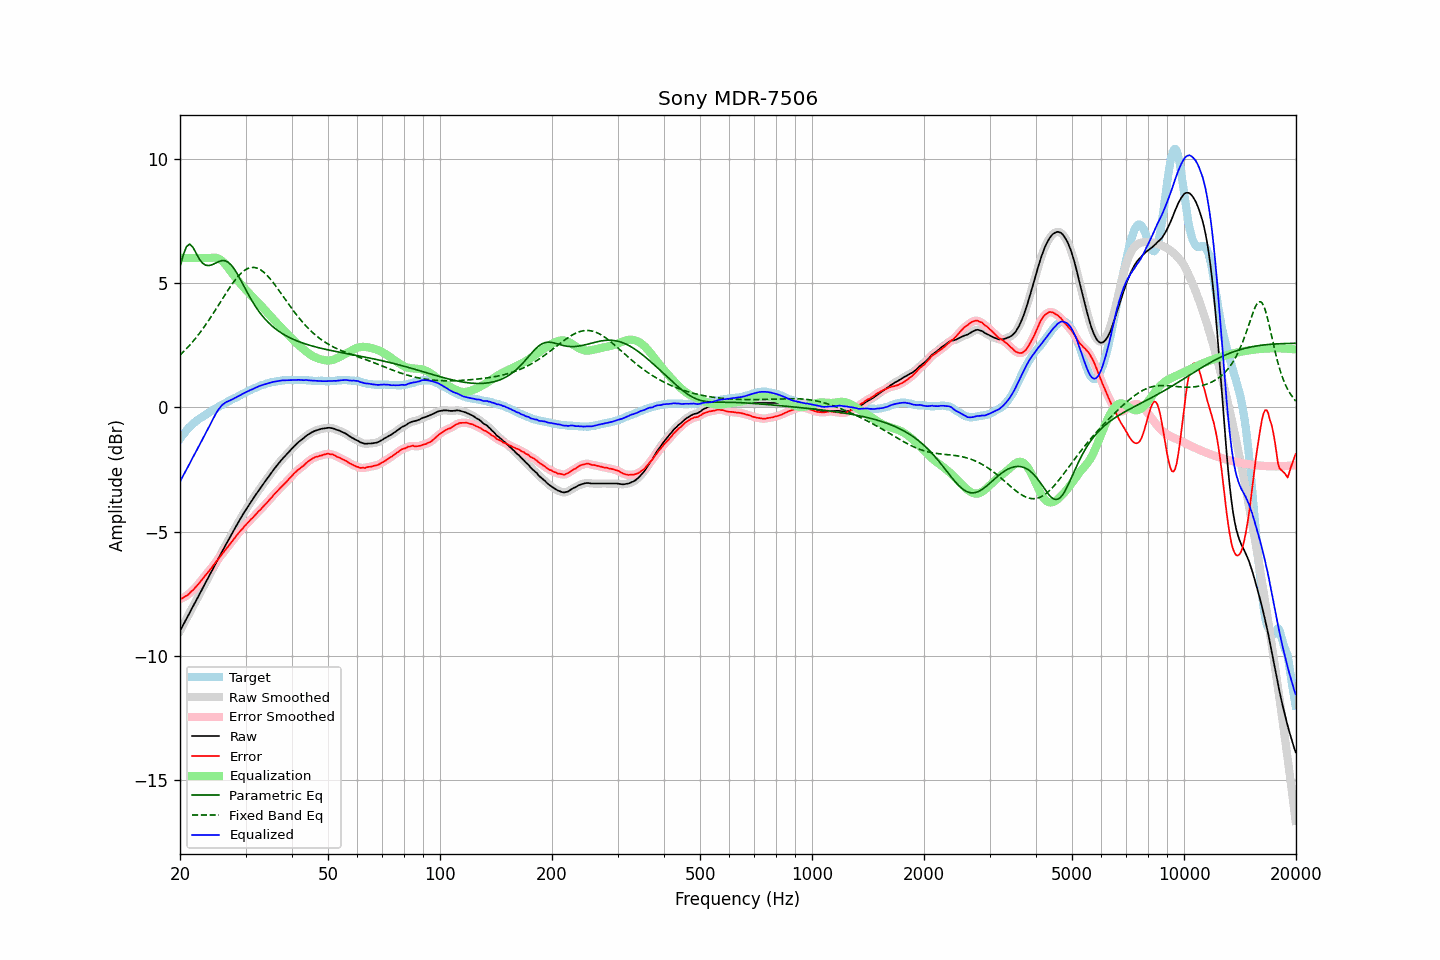 Sony MDR-7506
Amplitude (dBr)
10
5
0
−5
−10
−15
Target
Raw Smoothed
Error Smoothed
Raw
Error
Equalization
Parametric Eq
Fixed Band Eq
Equalized
20 50 100 200 500 1000 2000 5000 10000 20000
Frequency (Hz)